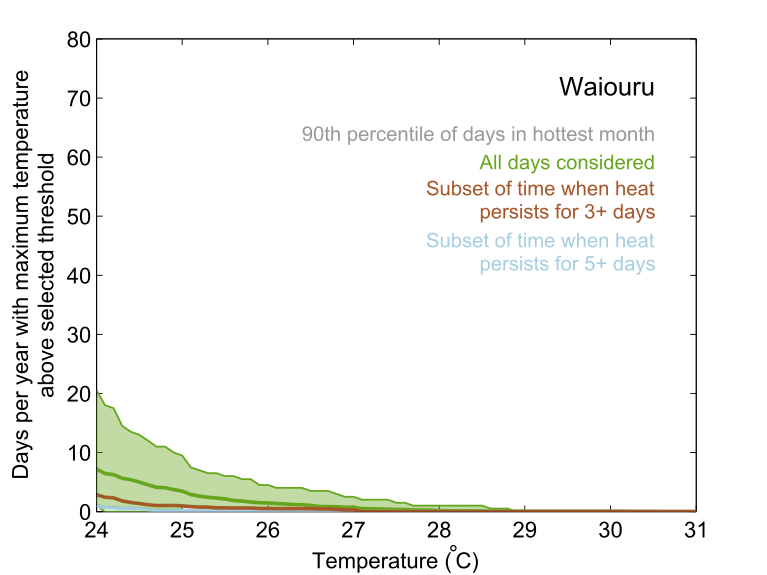 Waiouru
90th percentile of days in hottest month
All days considered
Subset of time when heat
persists for 3+ days
Subset of time when heat
persists for 5+ days
Days per year with maximum temperature
above selected threshold
80
70
60
50
40
30
20
10
0
24 25 26 27 28 29 30 31
Temperature (°C)